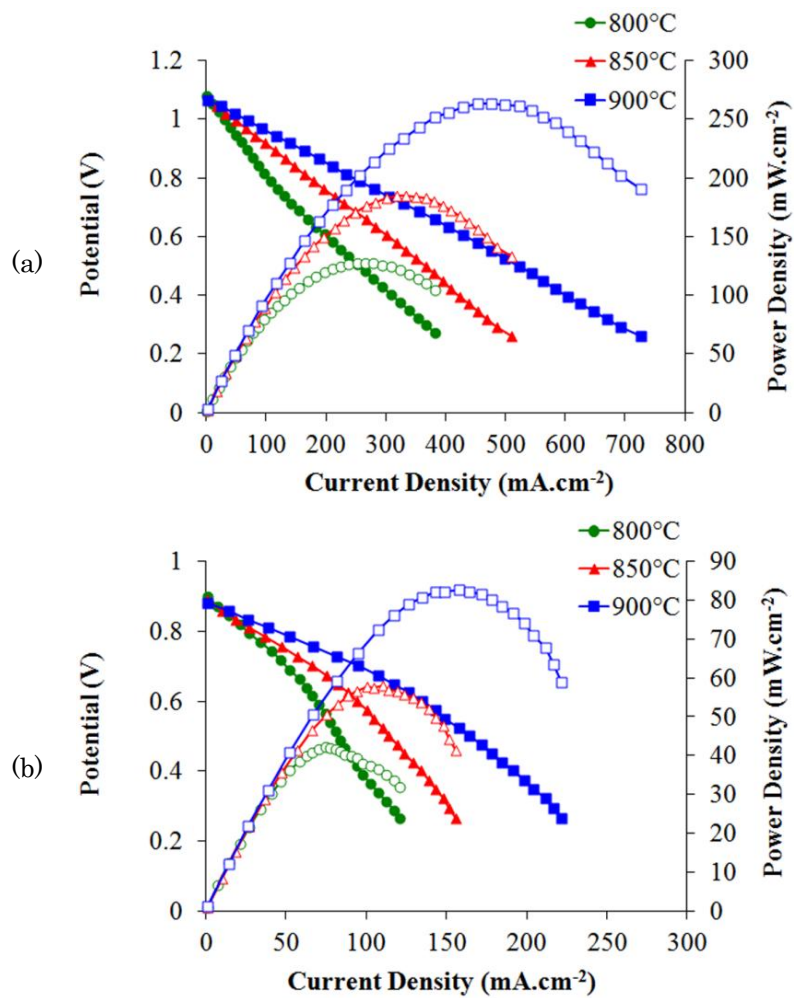 (a)
800°C
850°C
900°C
Potential (V)
1.2
1
0.8
0.6
0.4
0.2
0
300
250
200
150
100
50
0
Power Density (mW.cm-2)
0 100 200 300 400 500 600 700 800
Current Density (mA.cm-2)
(b)
800°C
850°C
900°C
Potential (V)
1
0.8
0.6
0.4
0.2
0
90
80
70
60
50
40
30
20
10
0
Power Density (mW.cm-2)
0 50 100 150 200 250 300
Current Density (mA.cm-2)